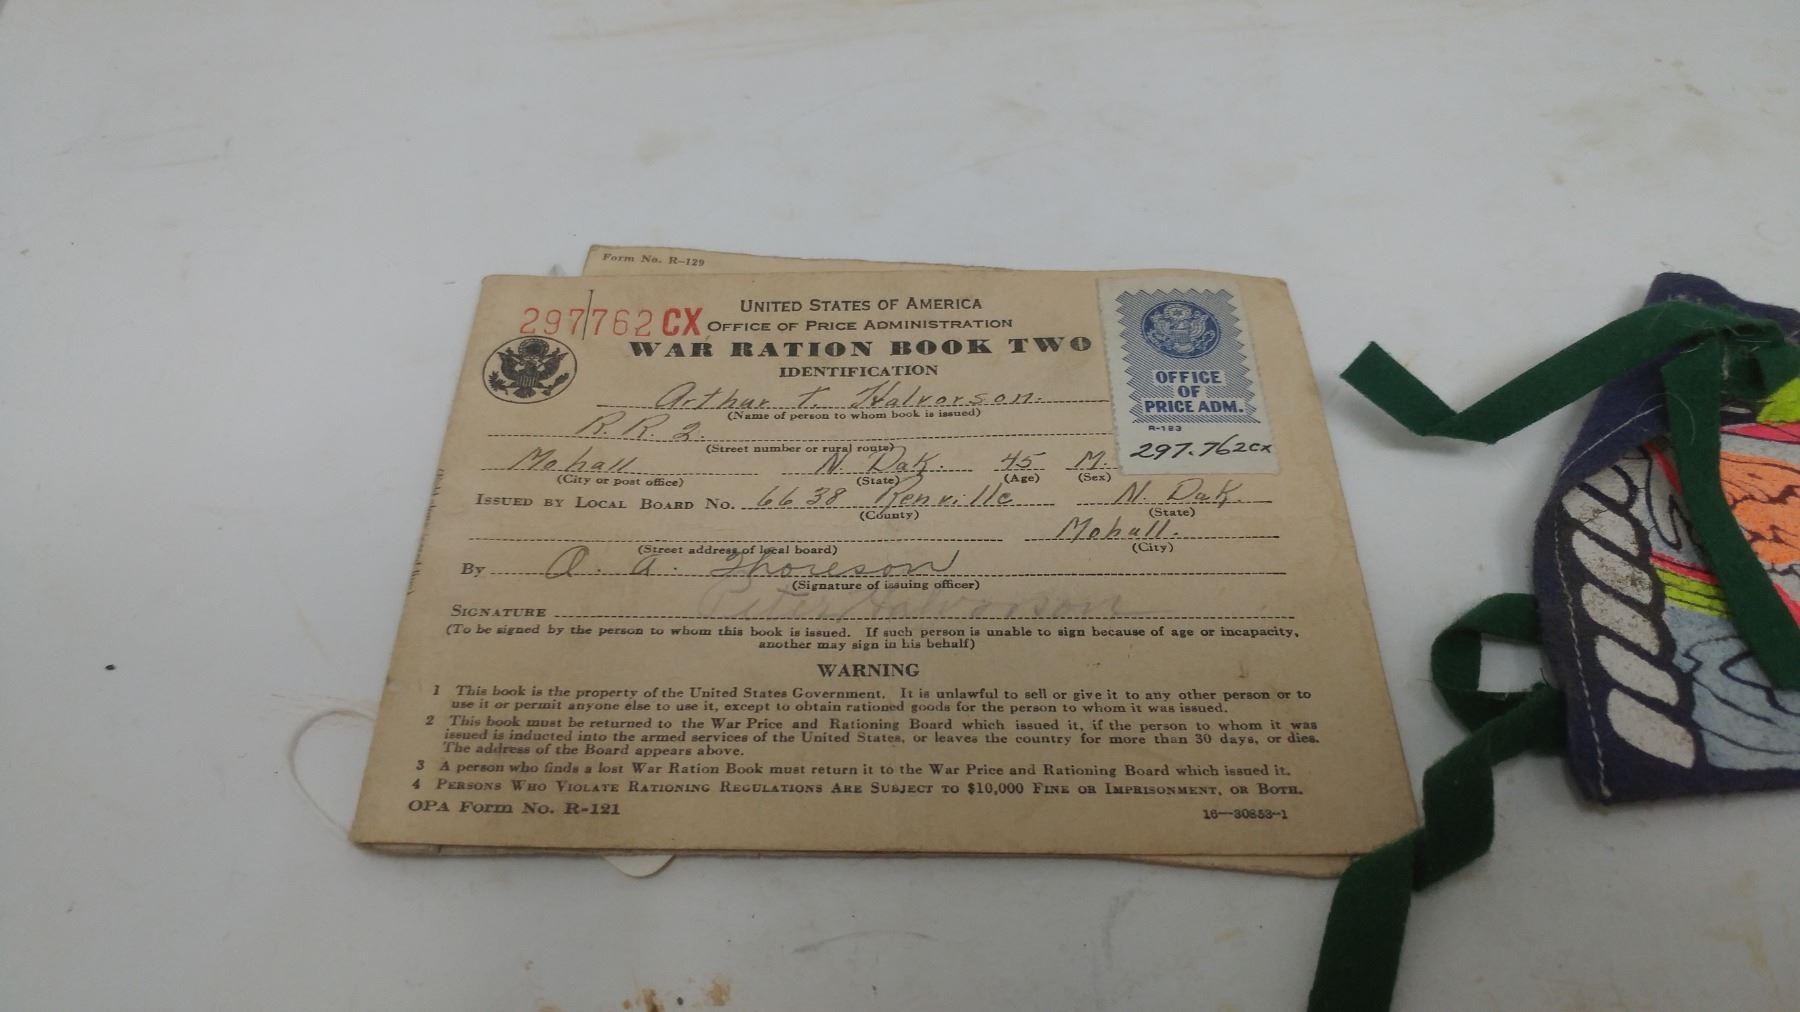 Form No. R-129
297762 CX
UNITED STATES OF AMERICA
OFFICE OF PRICE ADMINISTRATION
WAR RATION BOOK TWO
IDENTIFICATION
OFFICE
OF
PRICE ADM.
R-123
297.762CX
Arthur T. Halvorson.
(Name of person to whom book is issued)
R.R. 2.
(Street number or rural route)
Mohall N. Dak. 45 M.
(City or post office) (State) (Age) (Sex)
ISSUED BY LOCAL BOARD No. 6638 Renville N. Dak.
(County) (State)
Mohall.
(Street address of local board) (City)
By O. A. Thoreson
(Signature of issuing officer)
SIGNATURE Peter Halvorson
(To be signed by the person to whom this book is issued. If such person is unable to sign because of age or incapacity,
another may sign in his behalf)
WARNING
1 This book is the property of the United States Government. It is unlawful to sell or give it to any other person or to
use it or permit anyone else to use it, except to obtain rationed goods for the person to whom it was issued.
2 This book must be returned to the War Price and Rationing Board which issued it, if the person to whom it was
issued is inducted into the armed services of the United States, or leaves the country for more than 30 days, or dies.
The address of the Board appears above.
3 A person who finds a lost War Ration Book must return it to the War Price and Rationing Board which issued it.
4 PERSONS WHO VIOLATE RATIONING REGULATIONS ARE SUBJECT TO $10,000 FINE OR IMPRISONMENT, OR BOTH.
OPA Form No. R-121
16—30853-1